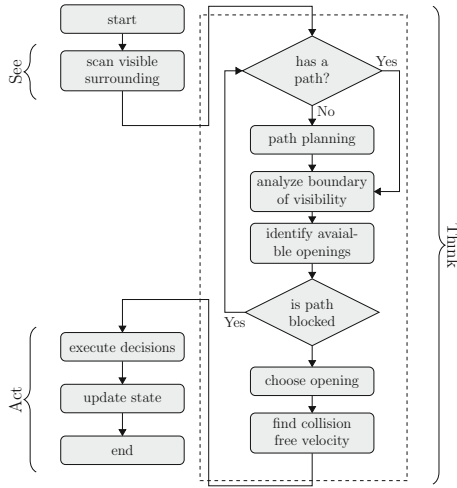 start
See
scan visible
surrounding
has a
path?
Yes
No
path planning
analyze boundary
of visibility
identify avaial-
ble openings
is path
blocked
Yes
choose opening
find collision
free velocity
Think
Act
execute decisions
update state
end